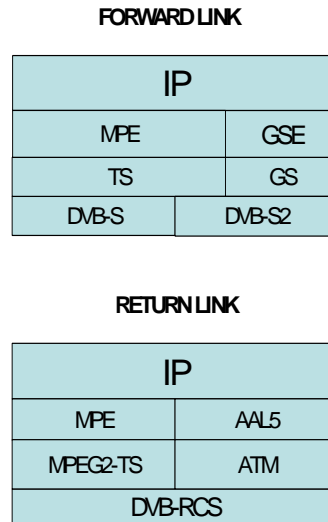 FORWARD LINK
IP
MPE GSE
TS GS
DVB-S DVB-S2
RETURN LINK
IP
MPE AAL5
MPEG2-TS ATM
DVB-RCS